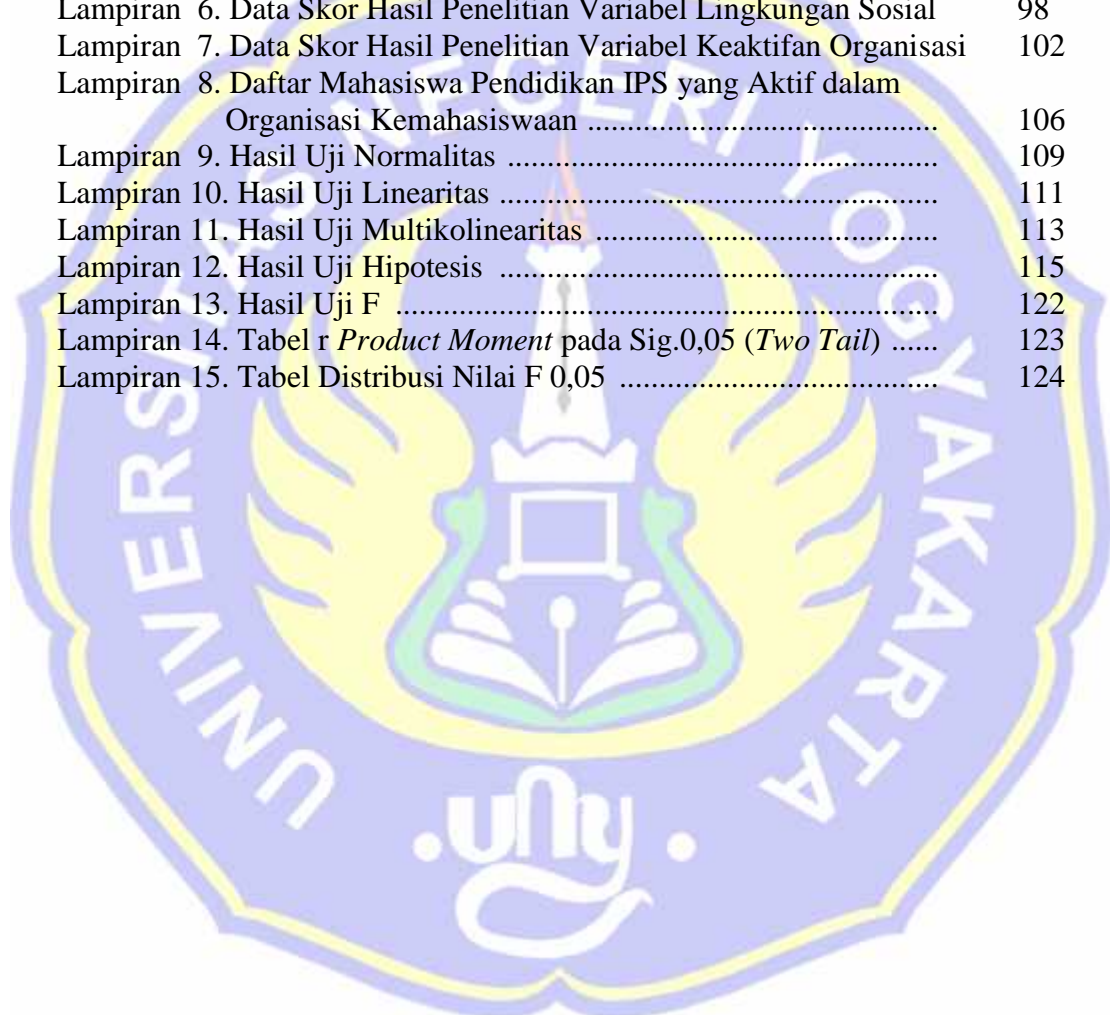 Lampiran 6. Data Skor Hasil Penelitian Variabel Lingkungan Sosial 98
Lampiran 7. Data Skor Hasil Penelitian Variabel Keaktifan Organisasi 102
Lampiran 8. Daftar Mahasiswa Pendidikan IPS yang Aktif dalam
Organisasi Kemahasiswaan ........................................ 106
Lampiran 9. Hasil Uji Normalitas ................................................. 109
Lampiran 10. Hasil Uji Linearitas .................................................. 111
Lampiran 11. Hasil Uji Multikolinearitas ....................................... 113
Lampiran 12. Hasil Uji Hipotesis .................................................. 115
Lampiran 13. Hasil Uji F .............................................................. 122
Lampiran 14. Tabel r Product Moment pada Sig.0,05 (Two Tail) ...... 123
Lampiran 15. Tabel Distribusi Nilai F 0,05 .................................... 124
UNIVERSITAS NEGERI YOGYAKARTA
uny